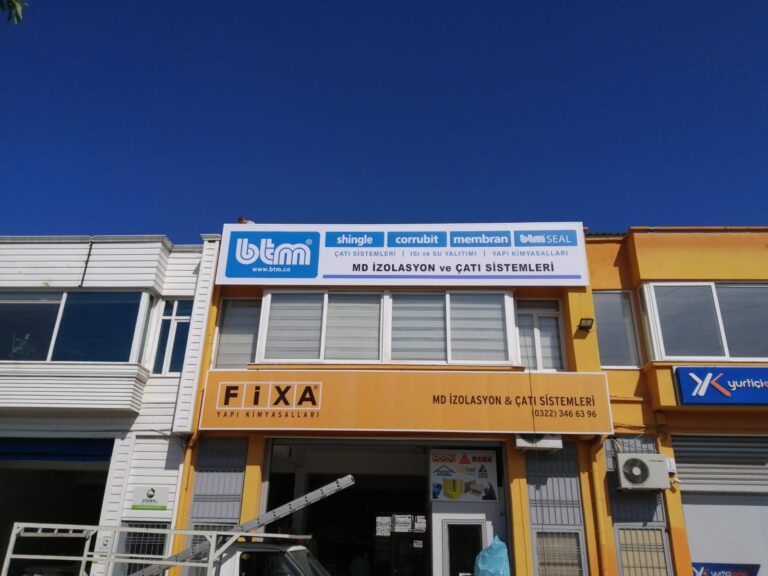 btm®
www.btm.co
shingle corrubit membran btm SEAL
ÇATI SİSTEMLERİ | ISI ve SU YALITIMI | YAPI KİMYASALLARI
MD İZOLASYON ve ÇATI SİSTEMLERİ
FiXA®
YAPI KİMYASALLARI
MD İZOLASYON & ÇATI SİSTEMLERİ
(0322) 346 63 96
YK yurtiçi
yurtiçi